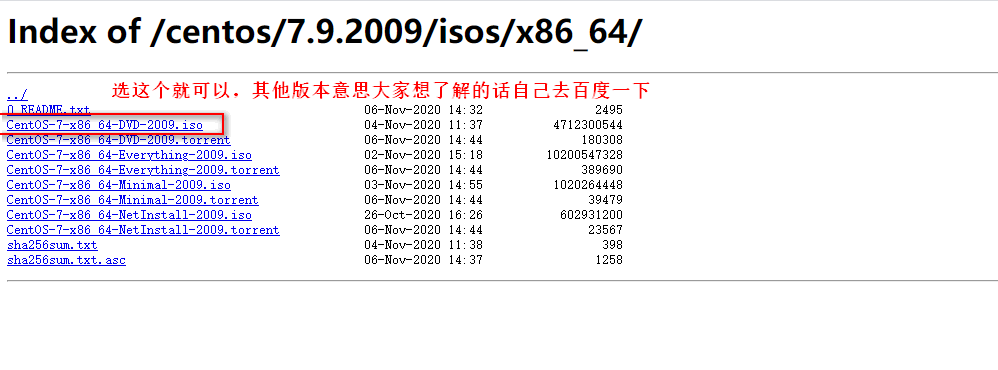 Index of /centos/7.9.2009/isos/x86_64/
选这个就可以，其他版本意思大家想了解的话自己去百度一下
../
0_README.txt 06-Nov-2020 14:32 2495
CentOS-7-x86_64-DVD-2009.iso 04-Nov-2020 11:37 4712300544
CentOS-7-x86_64-DVD-2009.torrent 06-Nov-2020 14:44 180308
CentOS-7-x86_64-Everything-2009.iso 02-Nov-2020 15:18 10200547328
CentOS-7-x86_64-Everything-2009.torrent 06-Nov-2020 14:44 389690
CentOS-7-x86_64-Minimal-2009.iso 03-Nov-2020 14:55 1020264448
CentOS-7-x86_64-Minimal-2009.torrent 06-Nov-2020 14:44 39479
CentOS-7-x86_64-NetInstall-2009.iso 26-Oct-2020 16:26 602931200
CentOS-7-x86_64-NetInstall-2009.torrent 06-Nov-2020 14:44 23567
sha256sum.txt 04-Nov-2020 11:38 398
sha256sum.txt.asc 06-Nov-2020 14:37 1258